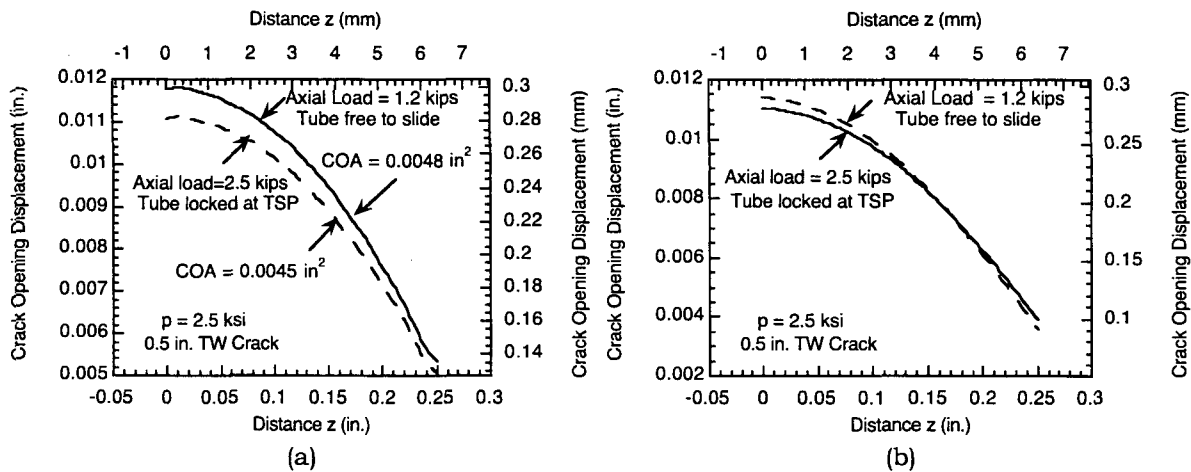 Distance z (mm)
-1 0 1 2 3 4 5 6 7
0.012
0.011
0.01
0.009
0.008
0.007
0.006
0.005
Crack Opening Displacement (in.)
Axial Load = 1.2 kips
Tube free to slide
COA = 0.0048 in²
Axial load=2.5 kips
Tube locked at TSP
COA = 0.0045 in²
p = 2.5 ksi
0.5 in. TW Crack
0.3
0.28
0.26
0.24
0.22
0.2
0.18
0.16
0.14
Crack Opening Displacement (mm)
-0.05 0 0.05 0.1 0.15 0.2 0.25 0.3
Distance z (in.)
(a)
Distance z (mm)
-1 0 1 2 3 4 5 6 7
0.012
0.01
0.008
0.006
0.004
0.002
Crack Opening Displacement (in.)
Axial Load = 1.2 kips
Tube free to slide
Axial load = 2.5 kips
Tube locked at TSP
p = 2.5 ksi
0.5 in. TW Crack
0.3
0.25
0.2
0.15
0.1
Crack Opening Displacement (mm)
-0.05 0 0.05 0.1 0.15 0.2 0.25 0.3
Distance z (in.)
(b)